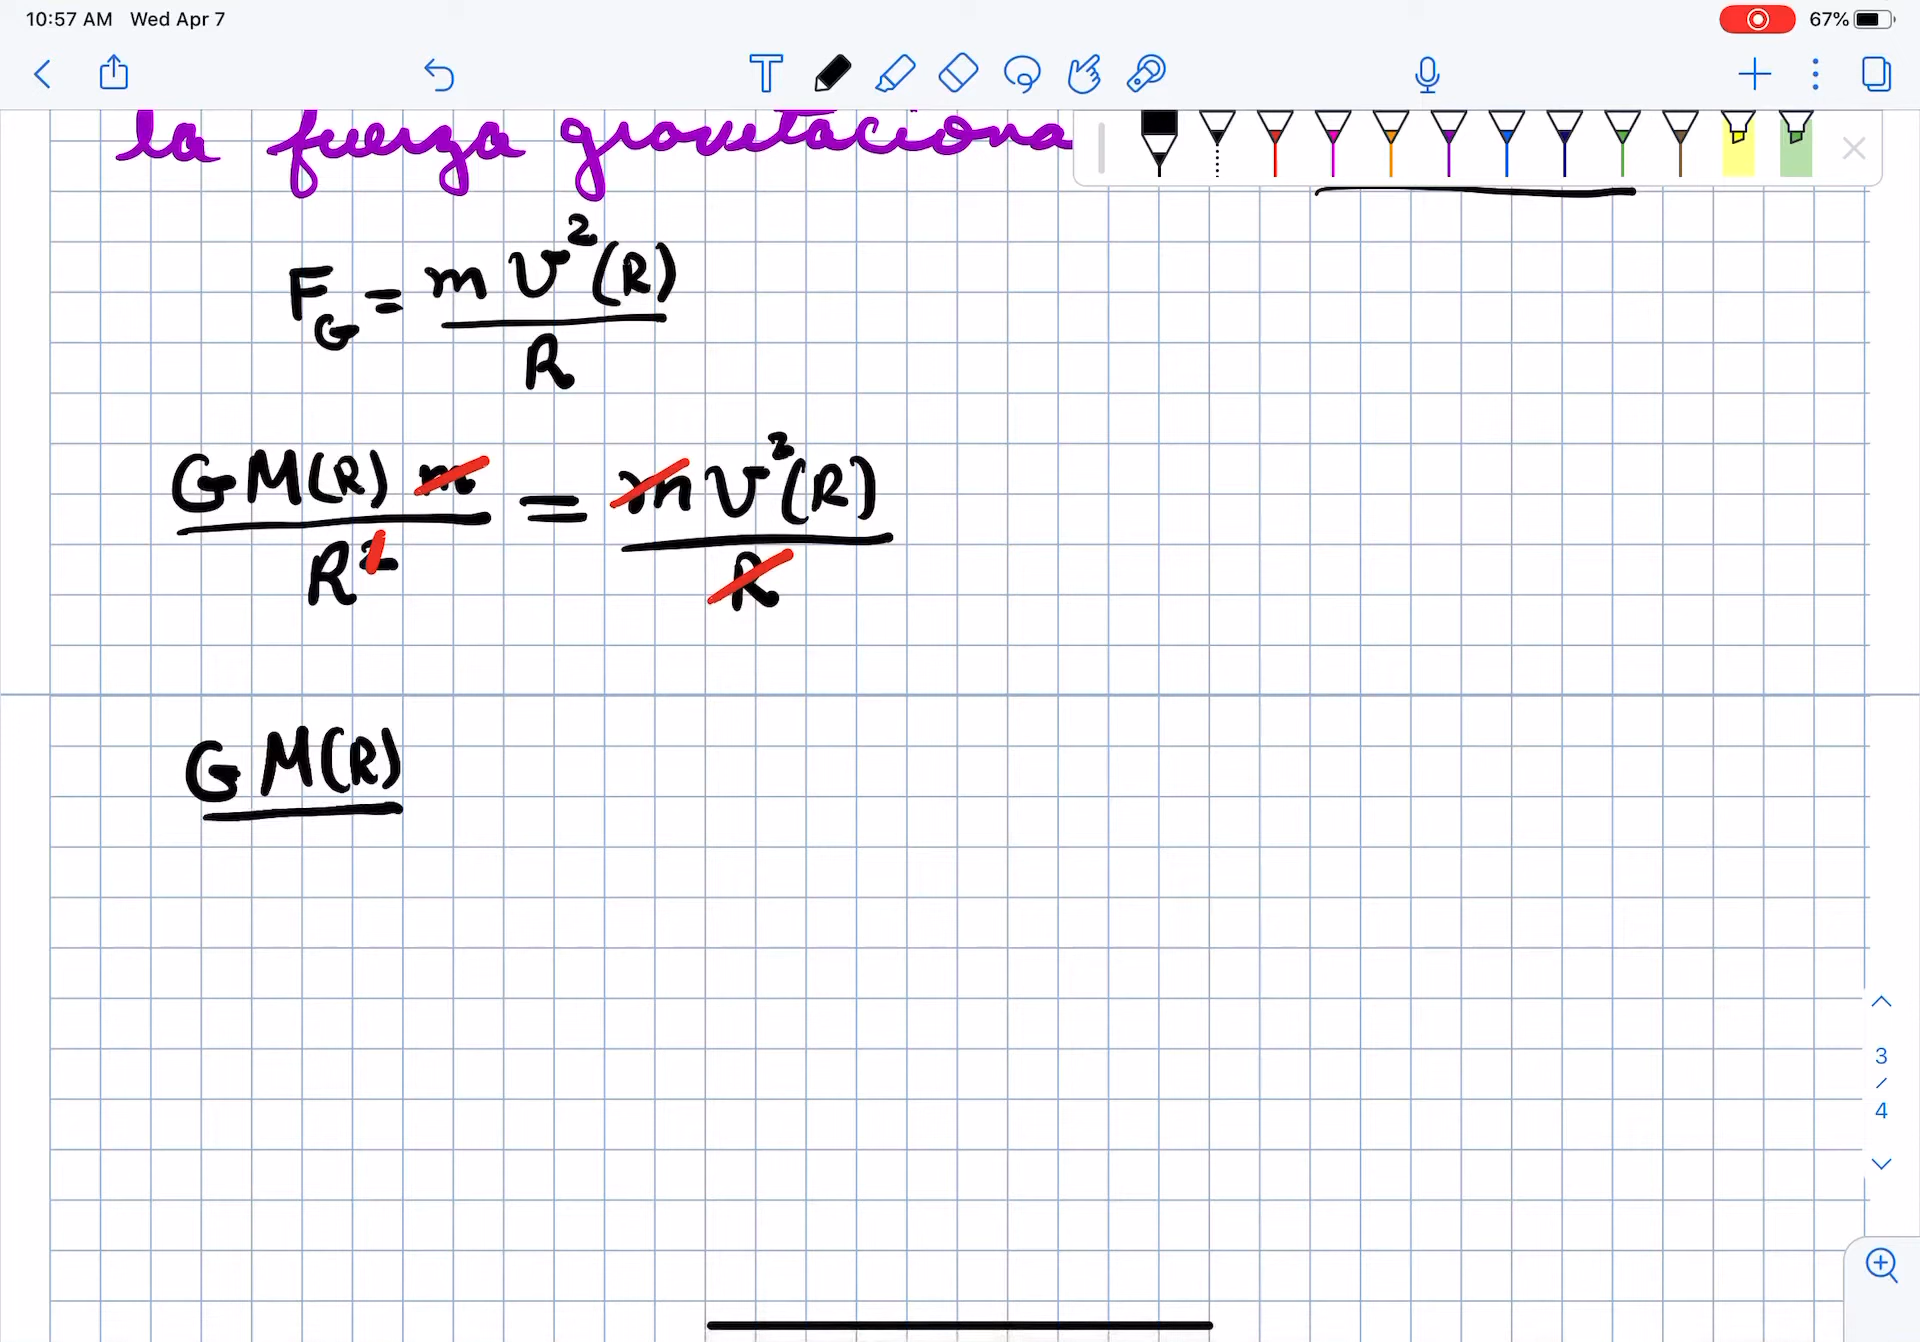 10:57 AM Wed Apr 7
67%
la fuerza gravitaciona
F_G = m v²(R) / R
GM(R) m / R² = m v²(R) / R
GM(R)
3
/
4